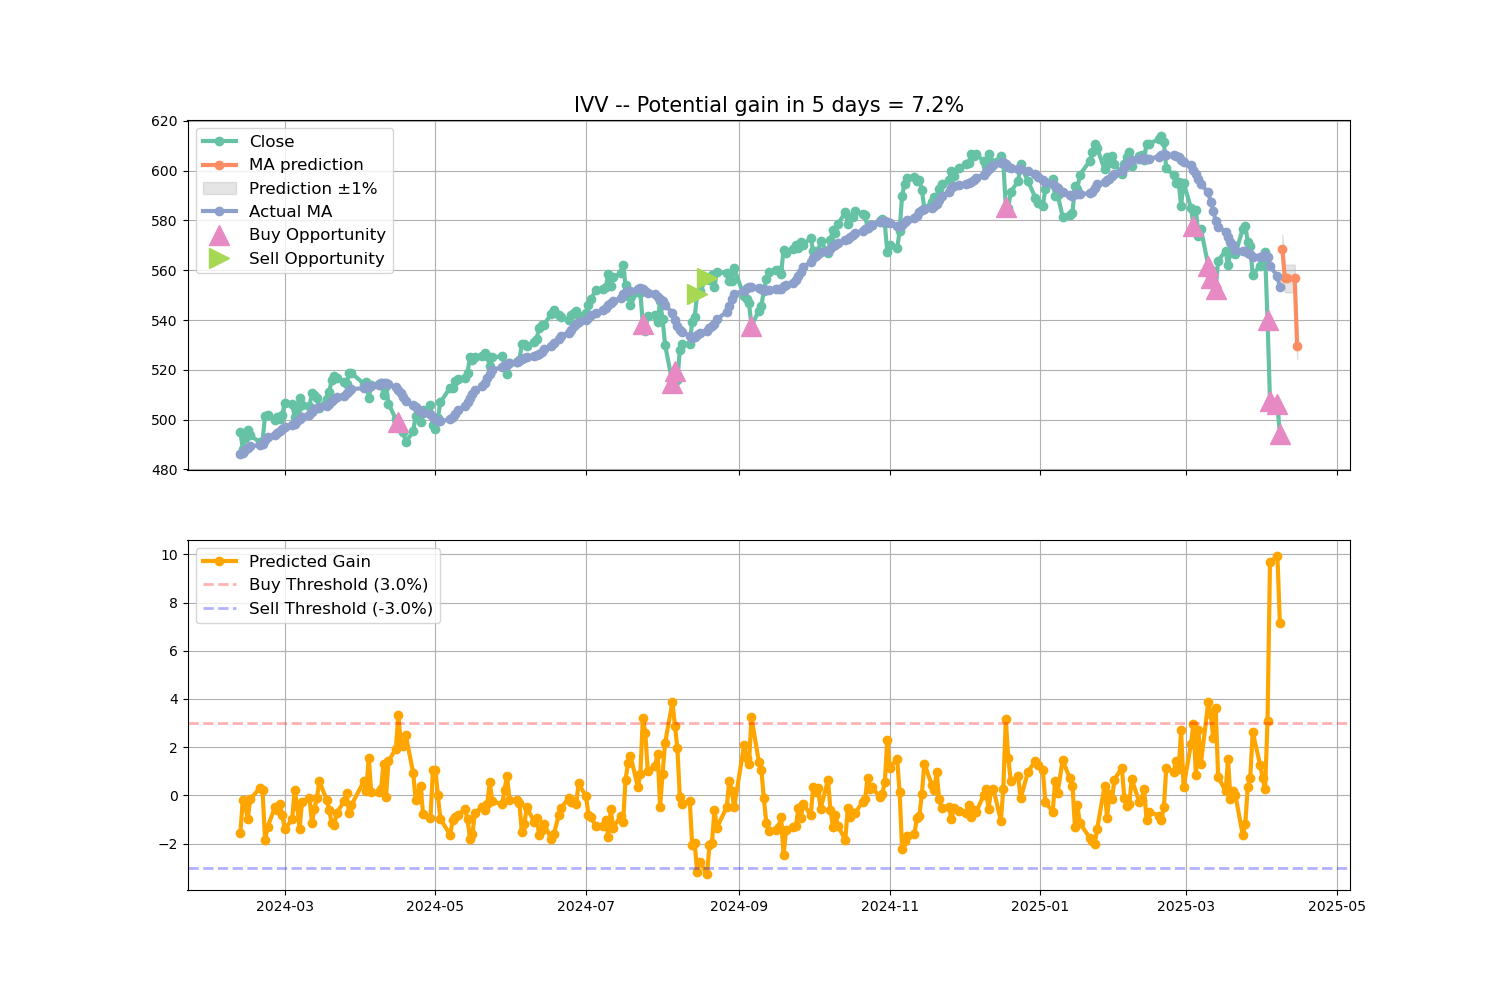 IVV -- Potential gain in 5 days = 7.2%
620
600
580
560
540
520
500
480
Close
MA prediction
Prediction ±1%
Actual MA
Buy Opportunity
Sell Opportunity
10
8
6
4
2
0
−2
Predicted Gain
Buy Threshold (3.0%)
Sell Threshold (-3.0%)
2024-03 2024-05 2024-07 2024-09 2024-11 2025-01 2025-03 2025-05